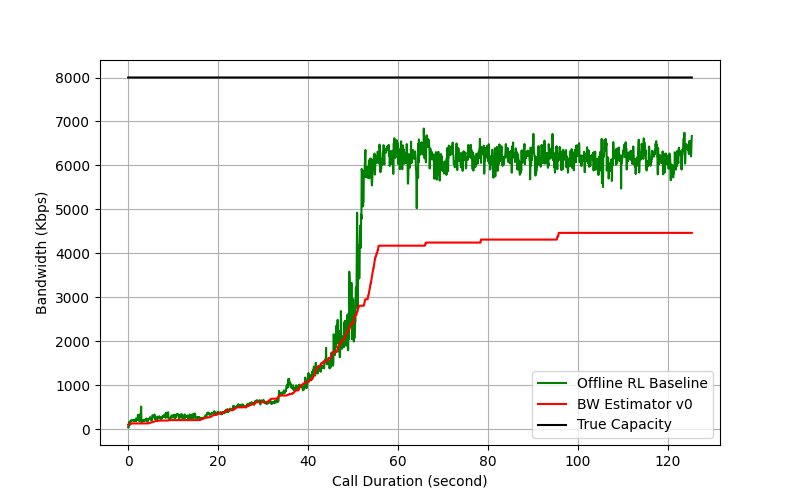 8000
7000
6000
5000
4000
3000
2000
1000
0
Bandwidth (Kbps)
Offline RL Baseline
BW Estimator v0
True Capacity
0 20 40 60 80 100 120
Call Duration (second)